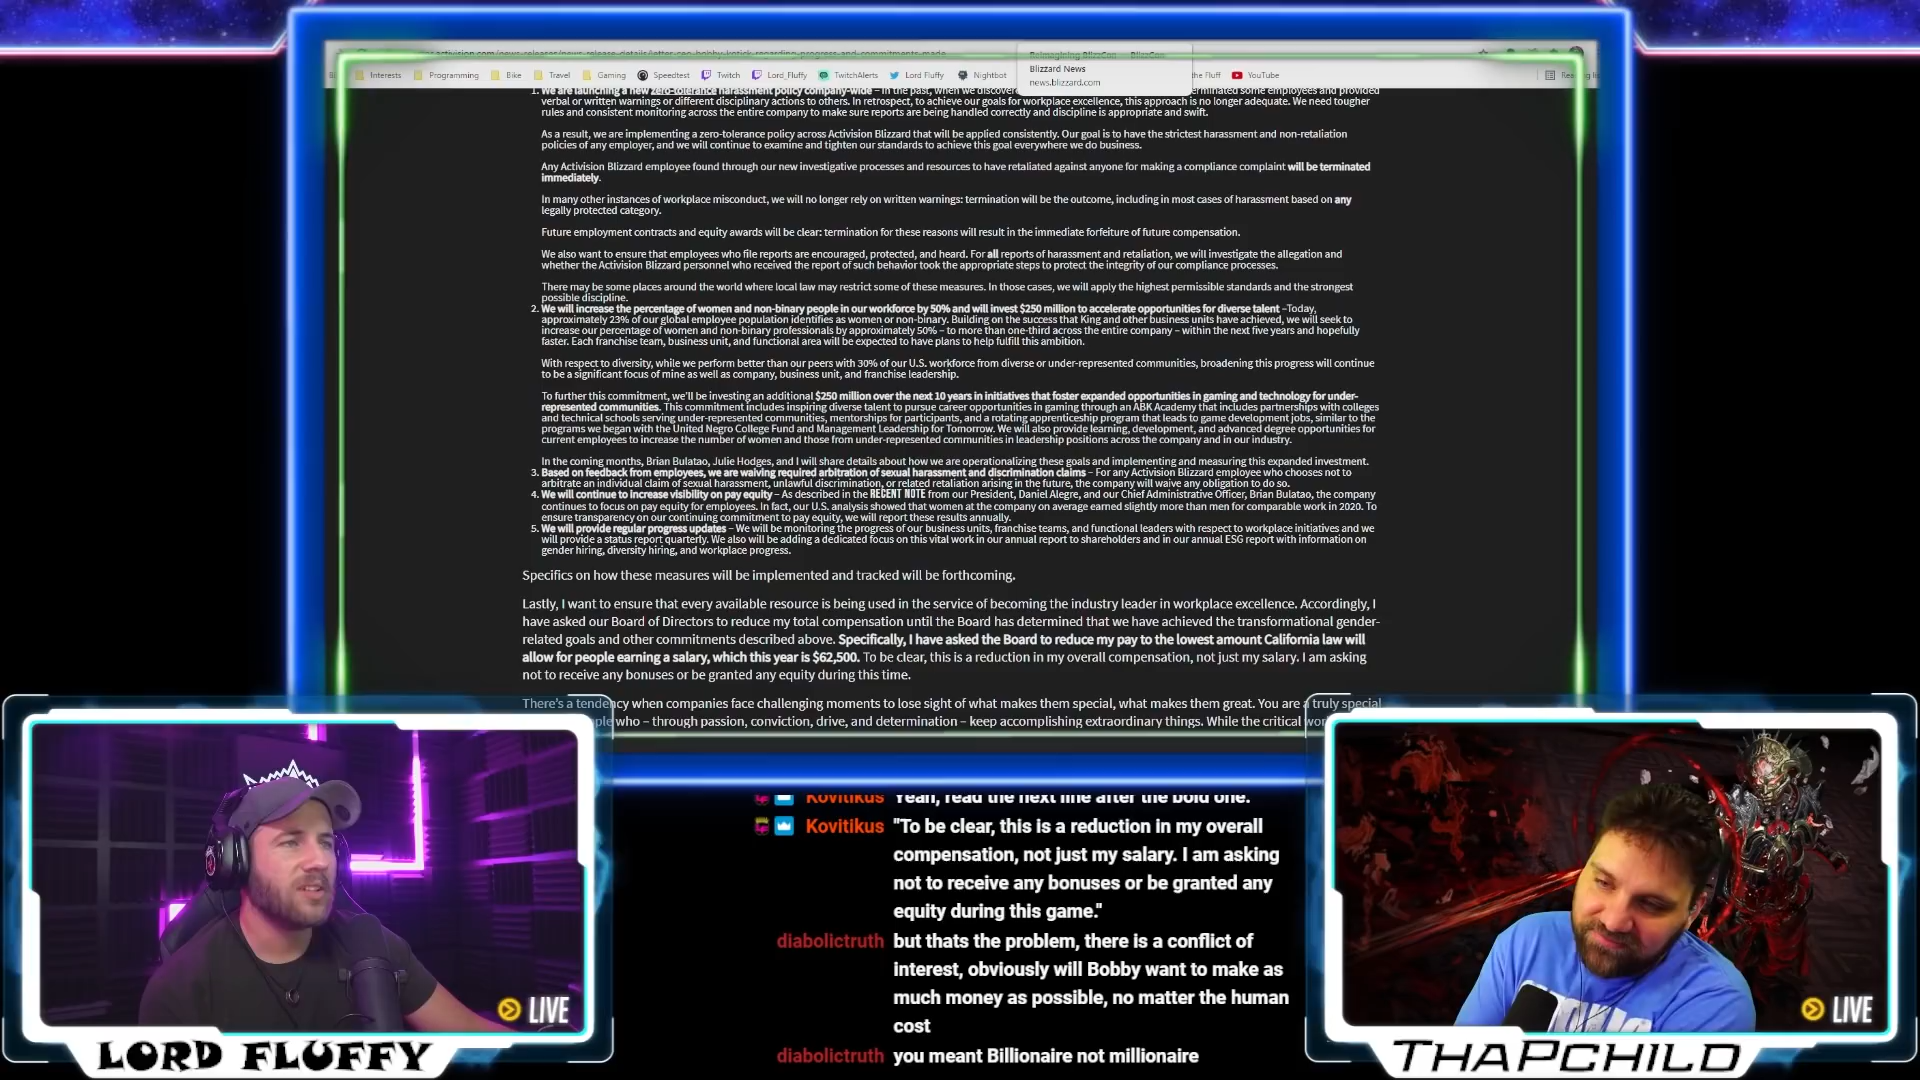 activision.com/news-releases/news-release-details/letter-ceo-bobby-kotick-regarding-progress-and-commitments-made
Reimagining BlizzCon — BlizzCon
Interests Programming Bike Travel Gaming Speedtest Twitch Lord_Fluffy TwitchAlerts Lord Fluffy Nightbot Blizzard News the Fluff YouTube
news.blizzard.com
1. We are launching a new zero-tolerance harassment policy company-wide – In the past, when we discovere terminated some employees and provided
verbal or written warnings or different disciplinary actions to others. In retrospect, to achieve our goals for workplace excellence, this approach is no longer adequate. We need tougher
rules and consistent monitoring across the entire company to make sure reports are being handled correctly and discipline is appropriate and swift.
As a result, we are implementing a zero-tolerance policy across Activision Blizzard that will be applied consistently. Our goal is to have the strictest harassment and non-retaliation
policies of any employer, and we will continue to examine and tighten our standards to achieve this goal everywhere we do business.
Any Activision Blizzard employee found through our new investigative processes and resources to have retaliated against anyone for making a compliance complaint will be terminated
immediately.
In many other instances of workplace misconduct, we will no longer rely on written warnings: termination will be the outcome, including in most cases of harassment based on any
legally protected category.
Future employment contracts and equity awards will be clear: termination for these reasons will result in the immediate forfeiture of future compensation.
We also want to ensure that employees who file reports are encouraged, protected, and heard. For all reports of harassment and retaliation, we will investigate the allegation and
whether the Activision Blizzard personnel who received the report of such behavior took the appropriate steps to protect the integrity of our compliance processes.
There may be some places around the world where local law may restrict some of these measures. In those cases, we will apply the highest permissible standards and the strongest
possible discipline.
2. We will increase the percentage of women and non-binary people in our workforce by 50% and will invest $250 million to accelerate opportunities for diverse talent –Today,
approximately 23% of our global employee population identifies as women or non-binary. Building on the success that King and other business units have achieved, we will seek to
increase our percentage of women and non-binary professionals by approximately 50% – to more than one-third across the entire company – within the next five years and hopefully
faster. Each franchise team, business unit, and functional area will be expected to have plans to help fulfill this ambition.
With respect to diversity, while we perform better than our peers with 30% of our U.S. workforce from diverse or under-represented communities, broadening this progress will continue
to be a significant focus of mine as well as company, business unit, and franchise leadership.
To further this commitment, we'll be investing an additional $250 million over the next 10 years in initiatives that foster expanded opportunities in gaming and technology for under-
represented communities. This commitment includes inspiring diverse talent to pursue career opportunities in gaming through an ABK Academy that includes partnerships with colleges
and technical schools serving under-represented communities, mentorships for participants, and a rotating apprenticeship program that leads to game development jobs, similar to the
programs we began with the United Negro College Fund and Management Leadership for Tomorrow. We will also provide learning, development, and advanced degree opportunities for
current employees to increase the number of women and those from under-represented communities in leadership positions across the company and in our industry.
In the coming months, Brian Bulatao, Julie Hodges, and I will share details about how we are operationalizing these goals and implementing and measuring this expanded investment.
3. Based on feedback from employees, we are waiving required arbitration of sexual harassment and discrimination claims – For any Activision Blizzard employee who chooses not to
arbitrate an individual claim of sexual harassment, unlawful discrimination, or related retaliation arising in the future, the company will waive any obligation to do so.
4. We will continue to increase visibility on pay equity – As described in the RECENT NOTE from our President, Daniel Alegre, and our Chief Administrative Officer, Brian Bulatao, the company
continues to focus on pay equity for employees. In fact, our U.S. analysis showed that women at the company on average earned slightly more than men for comparable work in 2020. To
ensure transparency on our continuing commitment to pay equity, we will report these results annually.
5. We will provide regular progress updates – We will be monitoring the progress of our business units, franchise teams, and functional leaders with respect to workplace initiatives and we
will provide a status report quarterly. We also will be adding a dedicated focus on this vital work in our annual report to shareholders and in our annual ESG report with information on
gender hiring, diversity hiring, and workplace progress.
Specifics on how these measures will be implemented and tracked will be forthcoming.
Lastly, I want to ensure that every available resource is being used in the service of becoming the industry leader in workplace excellence. Accordingly, I
have asked our Board of Directors to reduce my total compensation until the Board has determined that we have achieved the transformational gender-
related goals and other commitments described above. Specifically, I have asked the Board to reduce my pay to the lowest amount California law will
allow for people earning a salary, which this year is $62,500. To be clear, this is a reduction in my overall compensation, not just my salary. I am asking
not to receive any bonuses or be granted any equity during this time.
There's a tendency when companies face challenging moments to lose sight of what makes them special, what makes them great. You are a truly special
who – through passion, conviction, drive, and determination – keep accomplishing extraordinary things. While the critical
Kovitikus Yeah, read the next line after the bold one.
Kovitikus "To be clear, this is a reduction in my overall
compensation, not just my salary. I am asking
not to receive any bonuses or be granted any
equity during this game."
diabolictruth but thats the problem, there is a conflict of
interest, obviously will Bobby want to make as
much money as possible, no matter the human
cost
diabolictruth you meant Billionaire not millionaire
LIVE
LORD FLUFFY
LIVE
THAPCHILD